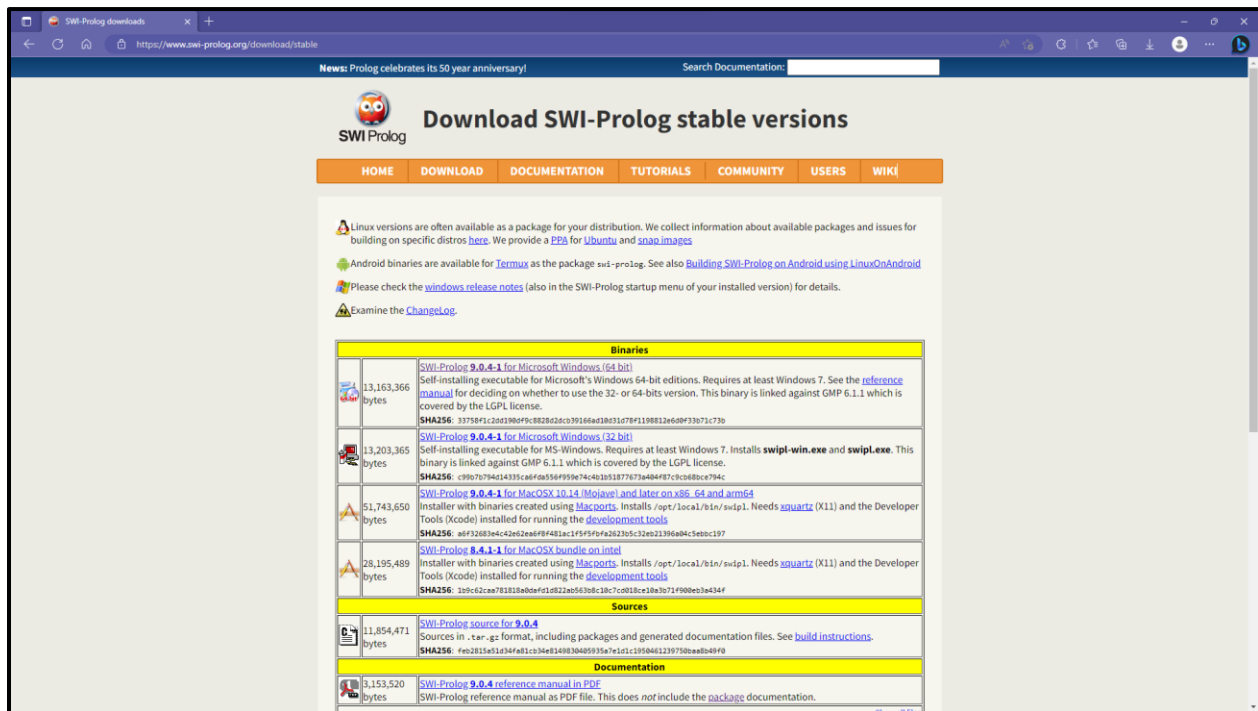 SWI-Prolog downloads
https://www.swi-prolog.org/download/stable
News: Prolog celebrates its 50 year anniversary!
Search Documentation:
SWI Prolog
Download SWI-Prolog stable versions
HOME DOWNLOAD DOCUMENTATION TUTORIALS COMMUNITY USERS WIKI
Linux versions are often available as a package for your distribution. We collect information about available packages and issues for
building on specific distros here. We provide a PPA for Ubuntu and snap images
Android binaries are available for Termux as the package swi-prolog. See also Building SWI-Prolog on Android using LinuxOnAndroid
Please check the windows release notes (also in the SWI-Prolog startup menu of your installed version) for details.
Examine the ChangeLog.
Binaries
13,163,366
bytes
SWI-Prolog 9.0.4-1 for Microsoft Windows (64 bit)
Self-installing executable for Microsoft's Windows 64-bit editions. Requires at least Windows 7. See the reference
manual for deciding on whether to use the 32- or 64-bits version. This binary is linked against GMP 6.1.1 which is
covered by the LGPL license.
SHA256:
13,203,365
bytes
SWI-Prolog 9.0.4-1 for Microsoft Windows (32 bit)
Self-installing executable for MS-Windows. Requires at least Windows 7. Installs swipl-win.exe and swipl.exe. This
binary is linked against GMP 6.1.1 which is covered by the LGPL license.
SHA256:
51,743,650
bytes
SWI-Prolog 9.0.4-1 for MacOSX 10.14 (Mojave) and later on x86_64 and arm64
Installer with binaries created using Macports. Installs /opt/local/bin/swipl. Needs xquartz (X11) and the Developer
Tools (Xcode) installed for running the development tools
SHA256:
28,195,489
bytes
SWI-Prolog 8.4.1-1 for MacOSX bundle on intel
Installer with binaries created using Macports. Installs /opt/local/bin/swipl. Needs xquartz (X11) and the Developer
Tools (Xcode) installed for running the development tools
SHA256:
Sources
11,854,471
bytes
SWI-Prolog source for 9.0.4
Sources in .tar.gz format, including packages and generated documentation files. See build instructions.
SHA256:
Documentation
3,153,520
bytes
SWI-Prolog 9.0.4 reference manual in PDF
SWI-Prolog reference manual as PDF file. This does not include the package documentation.